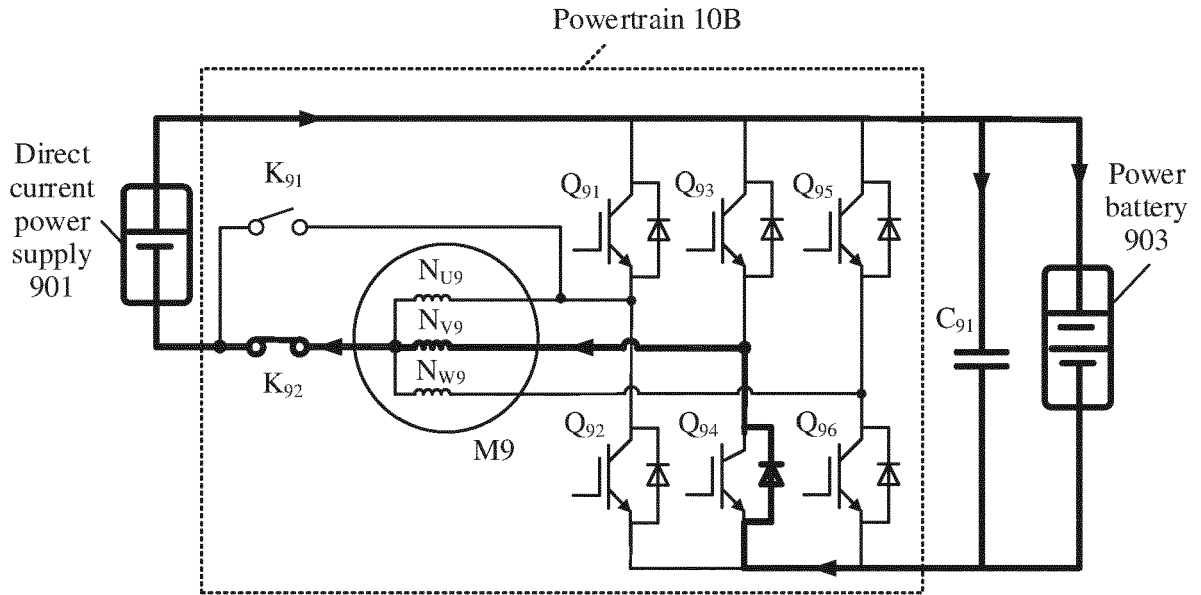 Powertrain 10B
Direct
current
power
supply
901
K91
Q91
Q93
Q95
Power
battery
903
NU9
NV9
NW9
C91
K92
M9
Q92
Q94
Q96